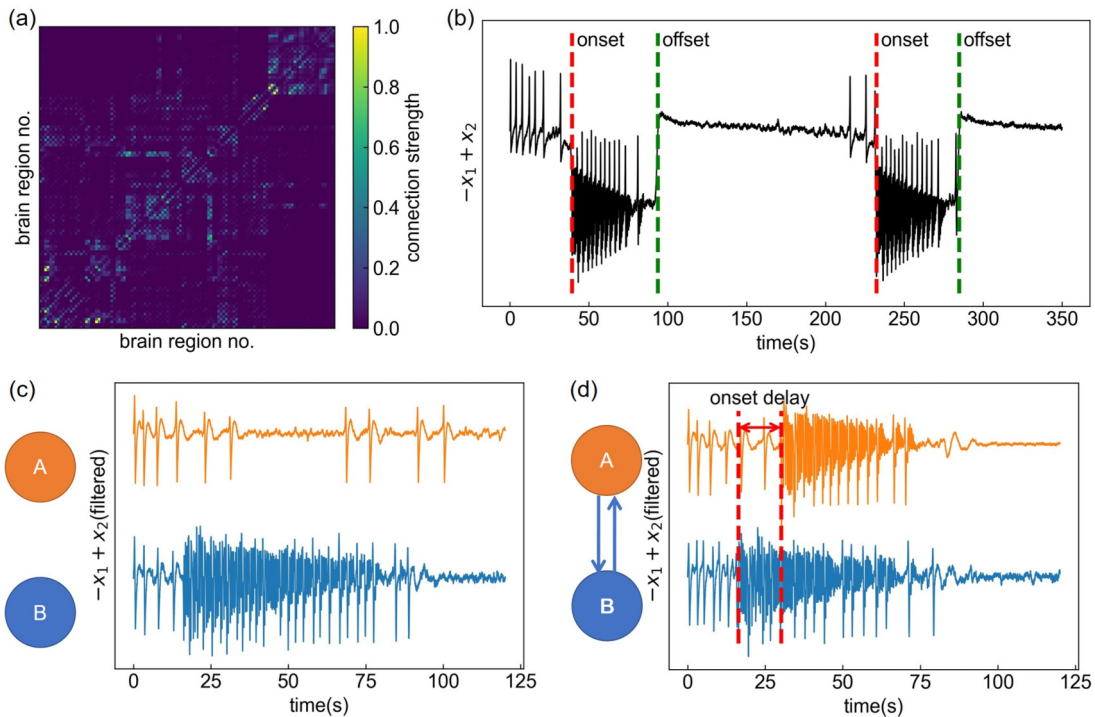 (a)
brain region no.
brain region no.
1.0
0.8
0.6
0.4
0.2
0.0
connection strength
(b)
onset
offset
onset
offset
−x₁ + x₂
0 50 100 150 200 250 300 350
time(s)
(c)
A
B
−x₁ + x₂(filtered)
0 25 50 75 100 125
time(s)
(d)
onset delay
A
B
−x₁ + x₂(filtered)
0 25 50 75 100 125
time(s)